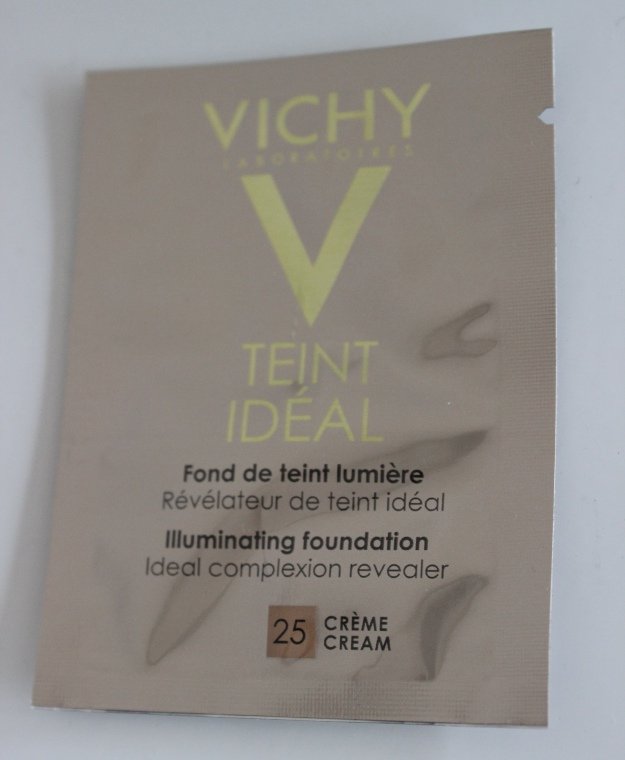 VICHY
LABORATOIRES
V
TEINT
IDÉAL
Fond de teint lumière
Révélateur de teint idéal
Illuminating foundation
Ideal complexion revealer
25 CRÈME
CREAM